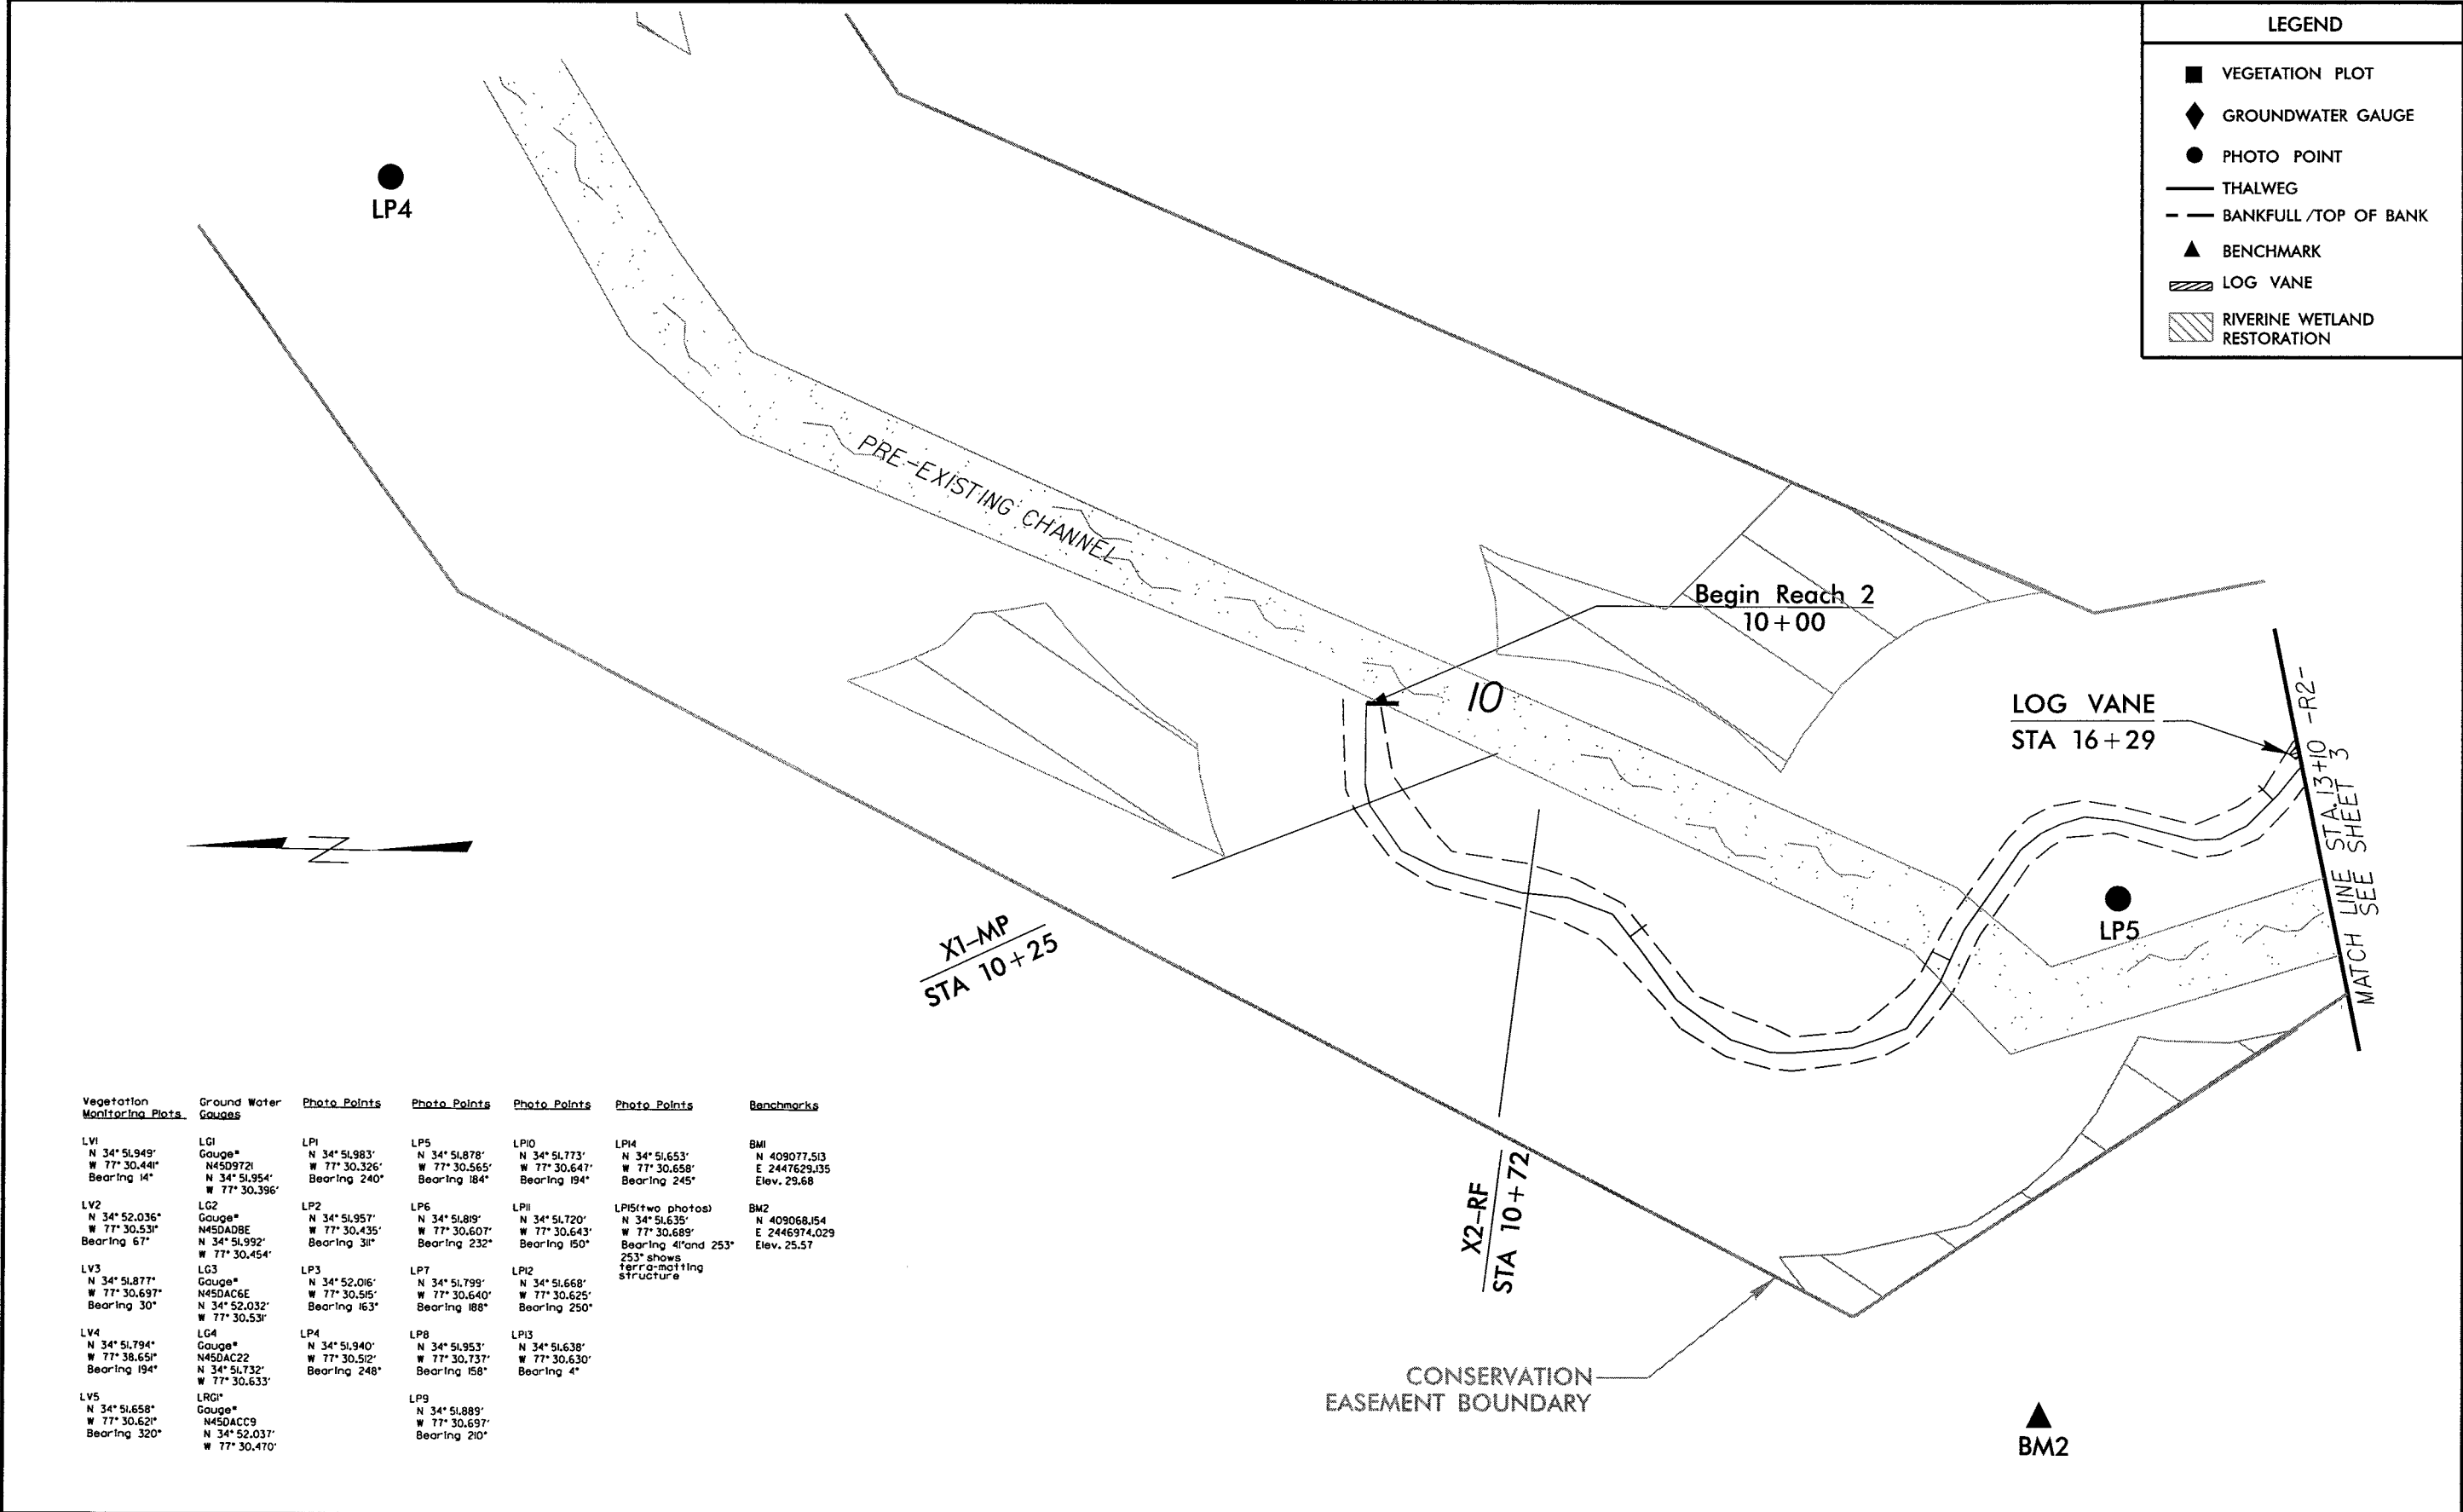 LEGEND
VEGETATION PLOT
GROUNDWATER GAUGE
PHOTO POINT
THALWEG
BANKFULL /TOP OF BANK
BENCHMARK
LOG VANE
RIVERINE WETLAND
RESTORATION
LP4
PRE-EXISTING CHANNEL
Begin Reach 2
10+00
10
LOG VANE
STA 16+29
MATCH LINE STA. 13+10 -R2-
SEE SHEET 3
LP5
N
X1-MP
STA 10+25
X2-RF
STA 10+72
CONSERVATION
EASEMENT BOUNDARY
BM2
Vegetation
Monitoring Plots
LV1
N 34° 51.949'
W 77° 30.441"
Bearing 14°
LV2
N 34° 52.036"
W 77° 30.531"
Bearing 67°
LV3
N 34° 51.877"
W 77° 30.697"
Bearing 30°
LV4
N 34° 51.794"
W 77° 38.651"
Bearing 194°
LV5
N 34° 51.658"
W 77° 30.621"
Bearing 320°
Ground Water
Gauges
LG1
Gauge#
N45D9721
N 34° 51.954'
W 77° 30.396'
LG2
Gauge#
N45DADBE
N 34° 51.992'
W 77° 30.454'
LG3
Gauge#
N45DAC6E
N 34° 52.032'
W 77° 30.531'
LG4
Gauge#
N45DAC22
N 34° 51.732'
W 77° 30.633'
LRG1"
Gauge#
N45DACC9
N 34° 52.037'
W 77° 30.470'
Photo Points
LP1
N 34° 51.983'
W 77° 30.326'
Bearing 240°
LP2
N 34° 51.957'
W 77° 30.435'
Bearing 311°
LP3
N 34° 52.016'
W 77° 30.515'
Bearing 163°
LP4
N 34° 51.940'
W 77° 30.512'
Bearing 248°
Photo Points
LP5
N 34° 51.878'
W 77° 30.565'
Bearing 184°
LP6
N 34° 51.819'
W 77° 30.607'
Bearing 232°
LP7
N 34° 51.799'
W 77° 30.640'
Bearing 188°
LP8
N 34° 51.953'
W 77° 30.737'
Bearing 158°
LP9
N 34° 51.889'
W 77° 30.697'
Bearing 210°
Photo Points
LP10
N 34° 51.773'
W 77° 30.647'
Bearing 194°
LP11
N 34° 51.720'
W 77° 30.643'
Bearing 150°
LP12
N 34° 51.668'
W 77° 30.625'
Bearing 250°
LP13
N 34° 51.638'
W 77° 30.630'
Bearing 4°
Photo Points
LP14
N 34° 51.653'
W 77° 30.658'
Bearing 245°
LP15(two photos)
N 34° 51.635'
W 77° 30.689'
Bearing 41°and 253°
253° shows
terra-matting
structure
Benchmarks
BM1
N 409077.513
E 2447629.135
Elev. 29.68
BM2
N 409068.154
E 2446974.029
Elev. 25.57